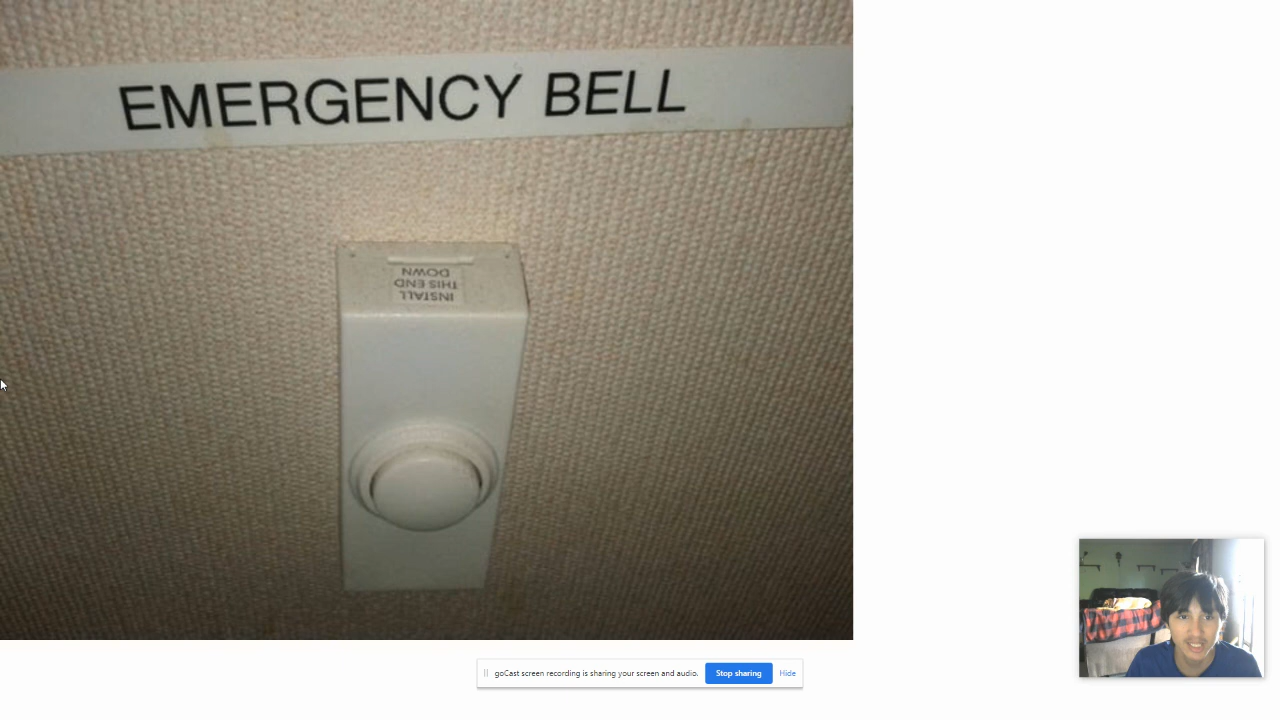 EMERGENCY BELL
INSTALL
THIS END
DOWN
goCast screen recording is sharing your screen and audio.
Stop sharing
Hide